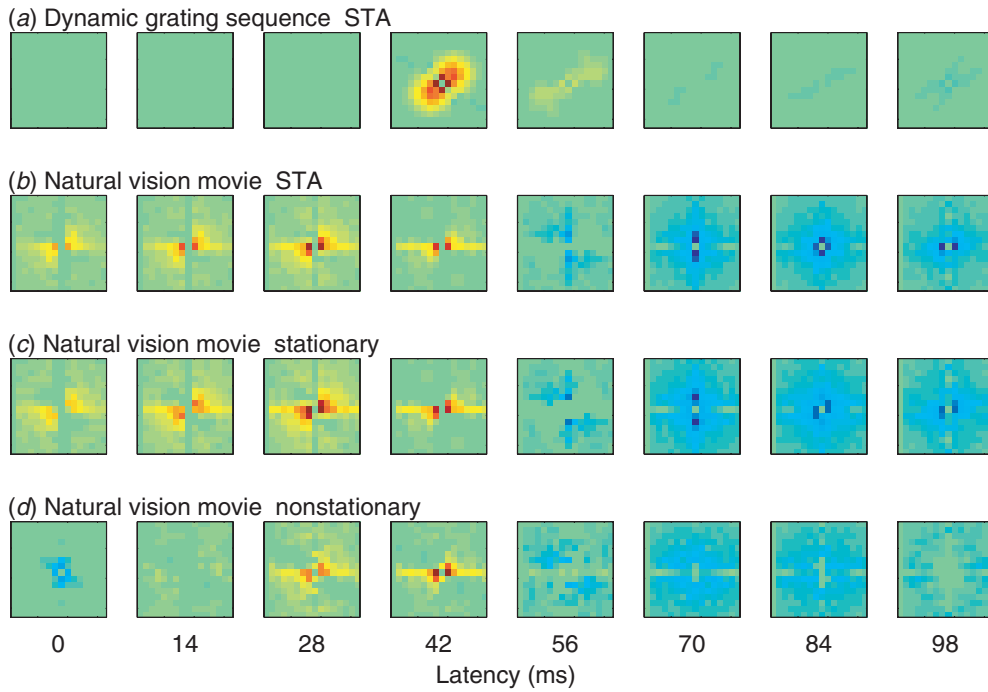 (a) Dynamic grating sequence STA
(b) Natural vision movie STA
(c) Natural vision movie stationary
(d) Natural vision movie nonstationary
0 14 28 42 56 70 84 98
Latency (ms)